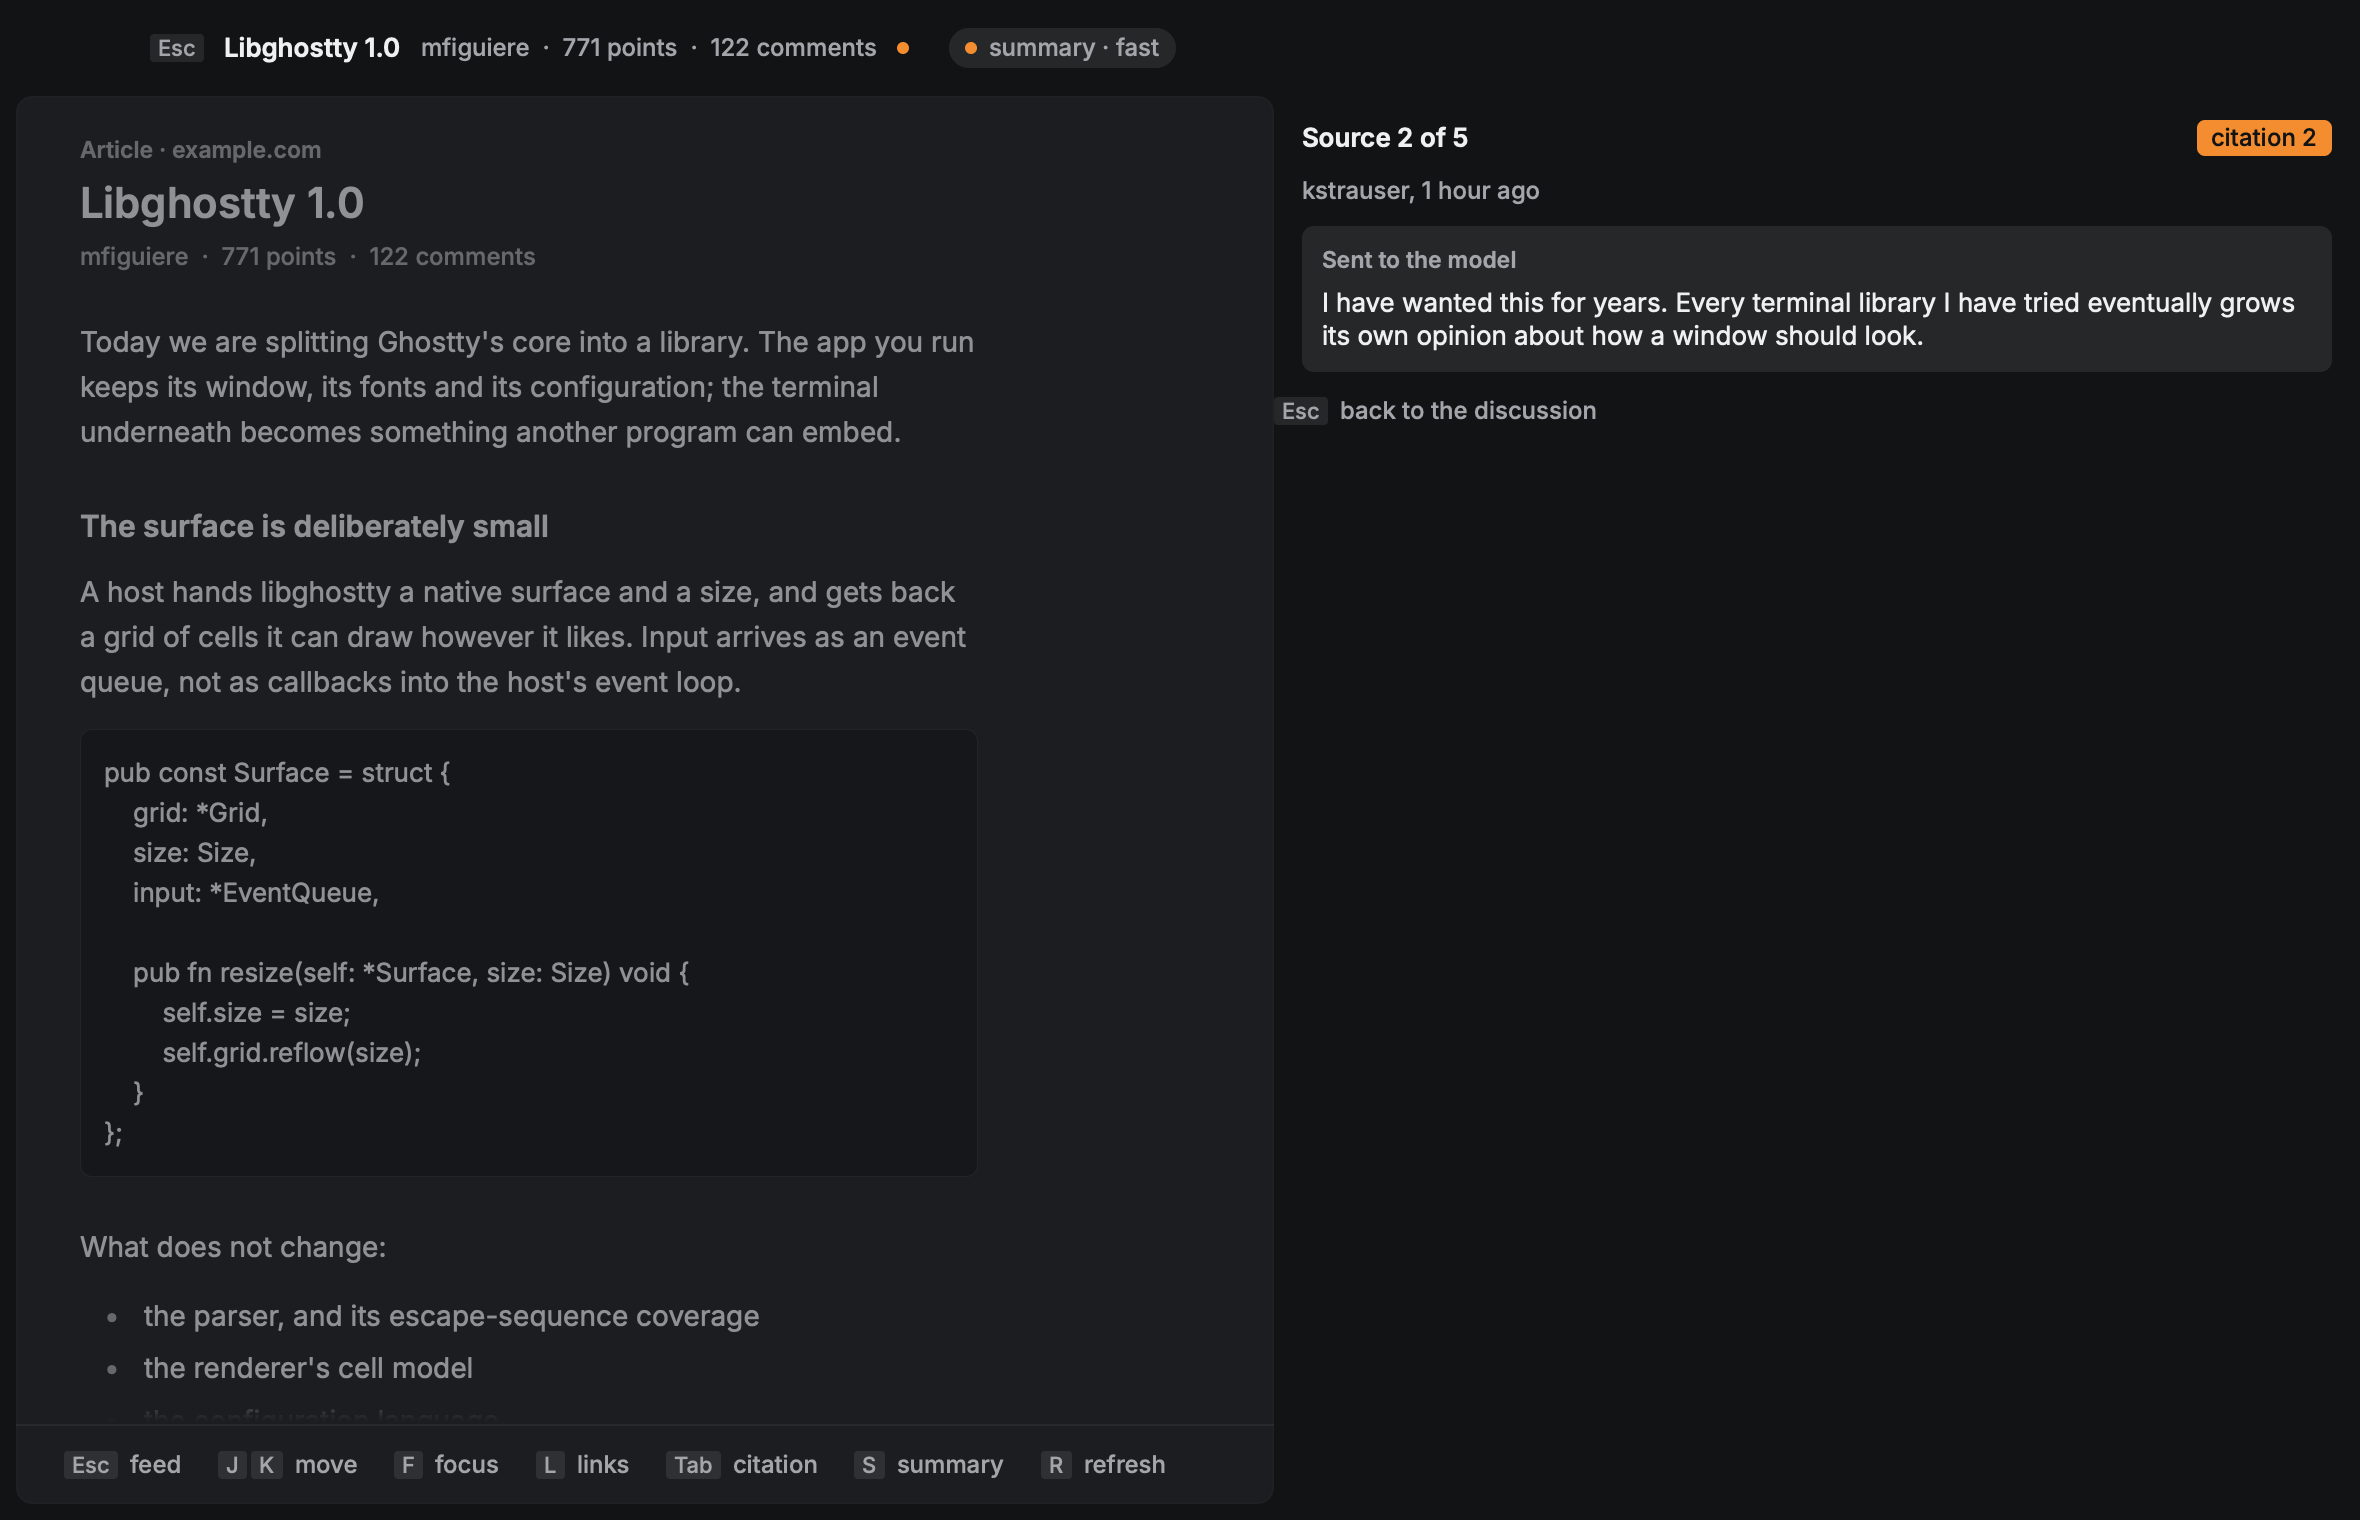 Esc Libghostty 1.0 mfiguiere · 771 points · 122 comments summary · fast
Article · example.com
Libghostty 1.0
mfiguiere · 771 points · 122 comments
Today we are splitting Ghostty's core into a library. The app you run
keeps its window, its fonts and its configuration; the terminal
underneath becomes something another program can embed.
The surface is deliberately small
A host hands libghostty a native surface and a size, and gets back
a grid of cells it can draw however it likes. Input arrives as an event
queue, not as callbacks into the host's event loop.
pub const Surface = struct {
grid: *Grid,
size: Size,
input: *EventQueue,
pub fn resize(self: *Surface, size: Size) void {
self.size = size;
self.grid.reflow(size);
}
};
What does not change:
• the parser, and its escape-sequence coverage
• the renderer's cell model
the configuration language
Esc feed J K move F focus L links Tab citation S summary R refresh
Source 2 of 5 citation 2
kstrauser, 1 hour ago
Sent to the model
I have wanted this for years. Every terminal library I have tried eventually grows
its own opinion about how a window should look.
Esc back to the discussion